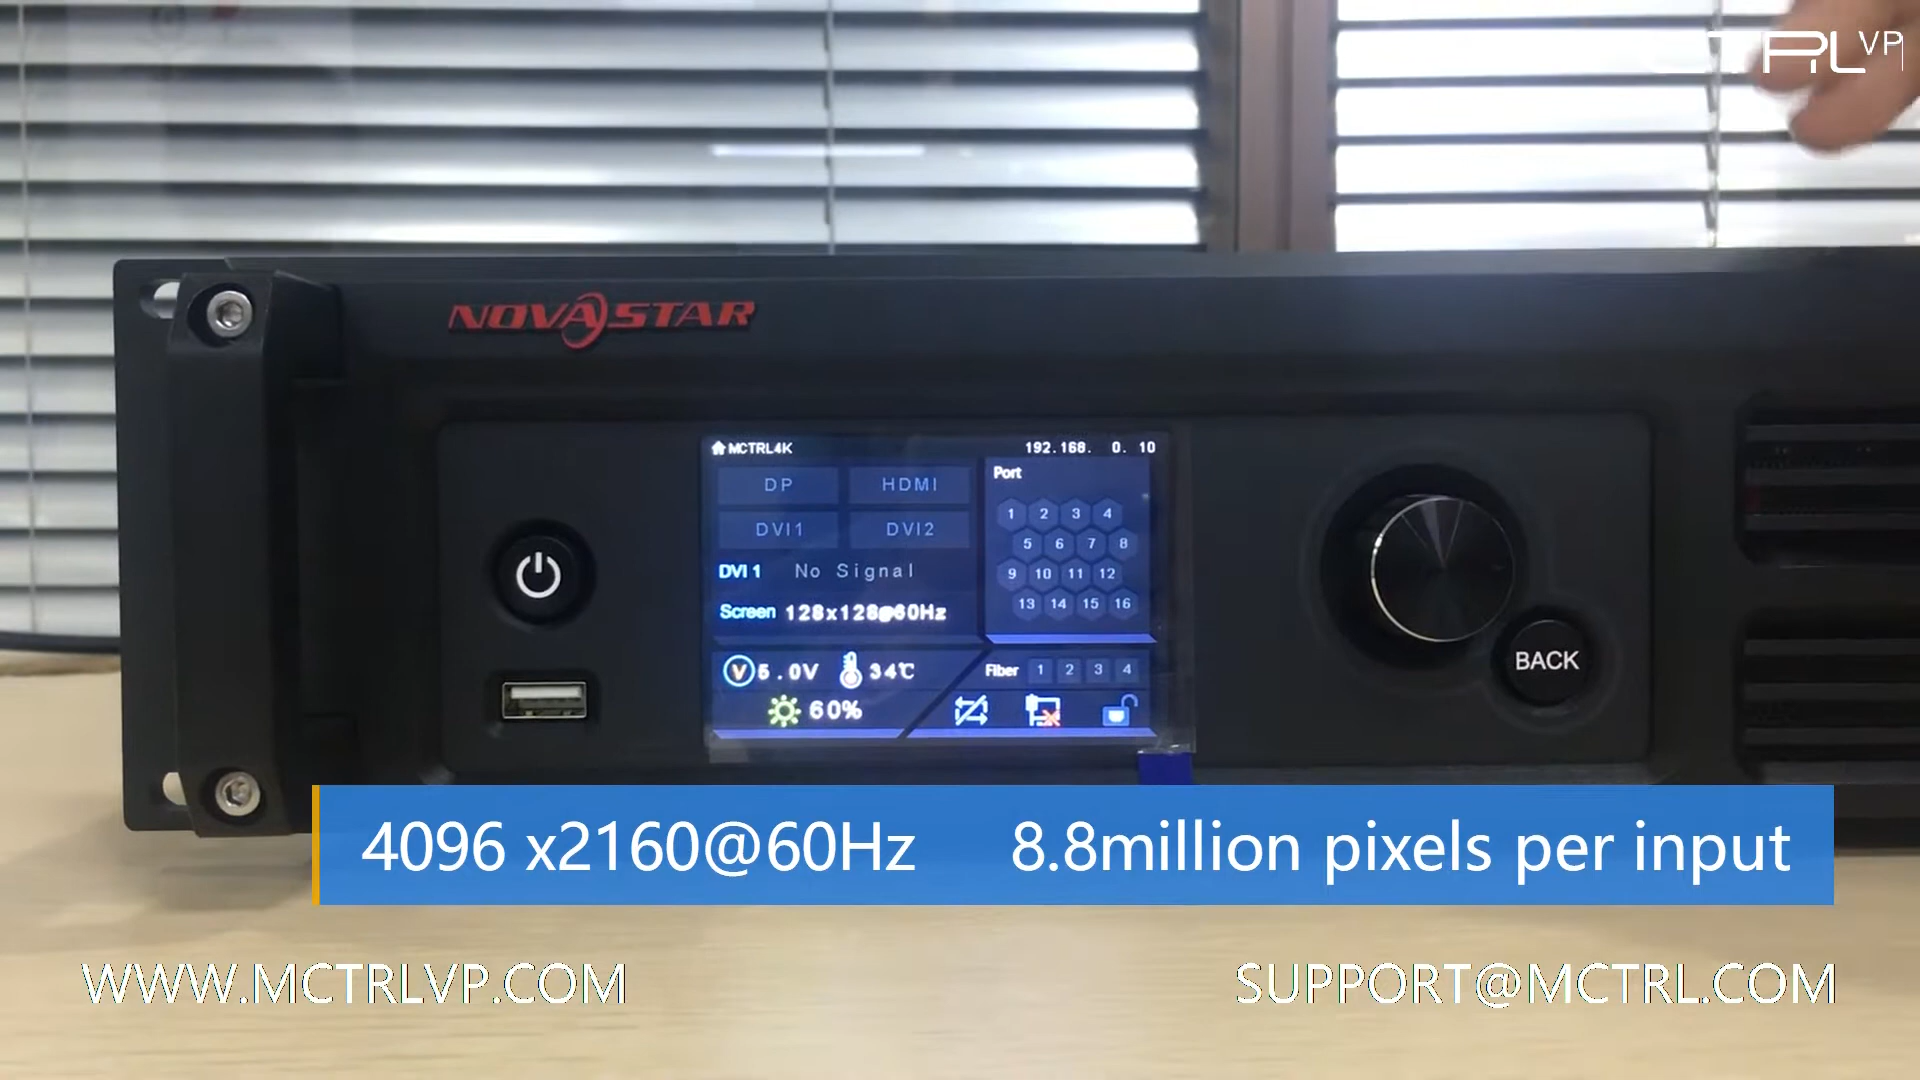 TRL VP
NOVASTAR
MCTRL4K 192.168. 0. 10
DP HDMI
DVI1 DVI2
DVI 1 No Signal
Screen 128x128@60Hz
Port
1 2 3 4
5 6 7 8
9 10 11 12
13 14 15 16
V 5.0V 34℃
60%
Fiber 1 2 3 4
BACK
4096 x2160@60Hz 8.8million pixels per input
WWW.MCTRLVP.COM
SUPPORT@MCTRL.COM